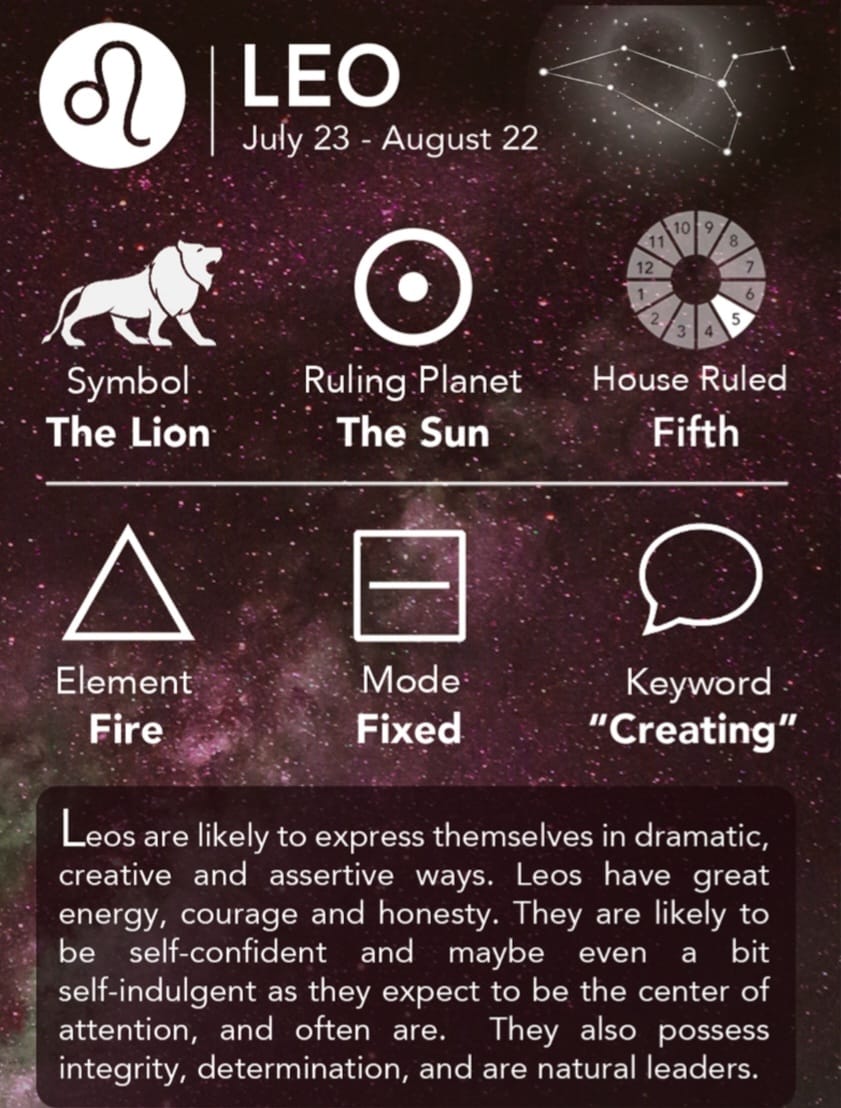 LEO
July 23 - August 22
10 9
11 8
12 7
1 6
2 5
3 4
Symbol
The Lion
Ruling Planet
The Sun
House Ruled
Fifth
Element
Fire
Mode
Fixed
Keyword
"Creating"
Leos are likely to express themselves in dramatic,
creative and assertive ways. Leos have great
energy, courage and honesty. They are likely to
be self-confident and maybe even a bit
self-indulgent as they expect to be the center of
attention, and often are. They also possess
integrity, determination, and are natural leaders.